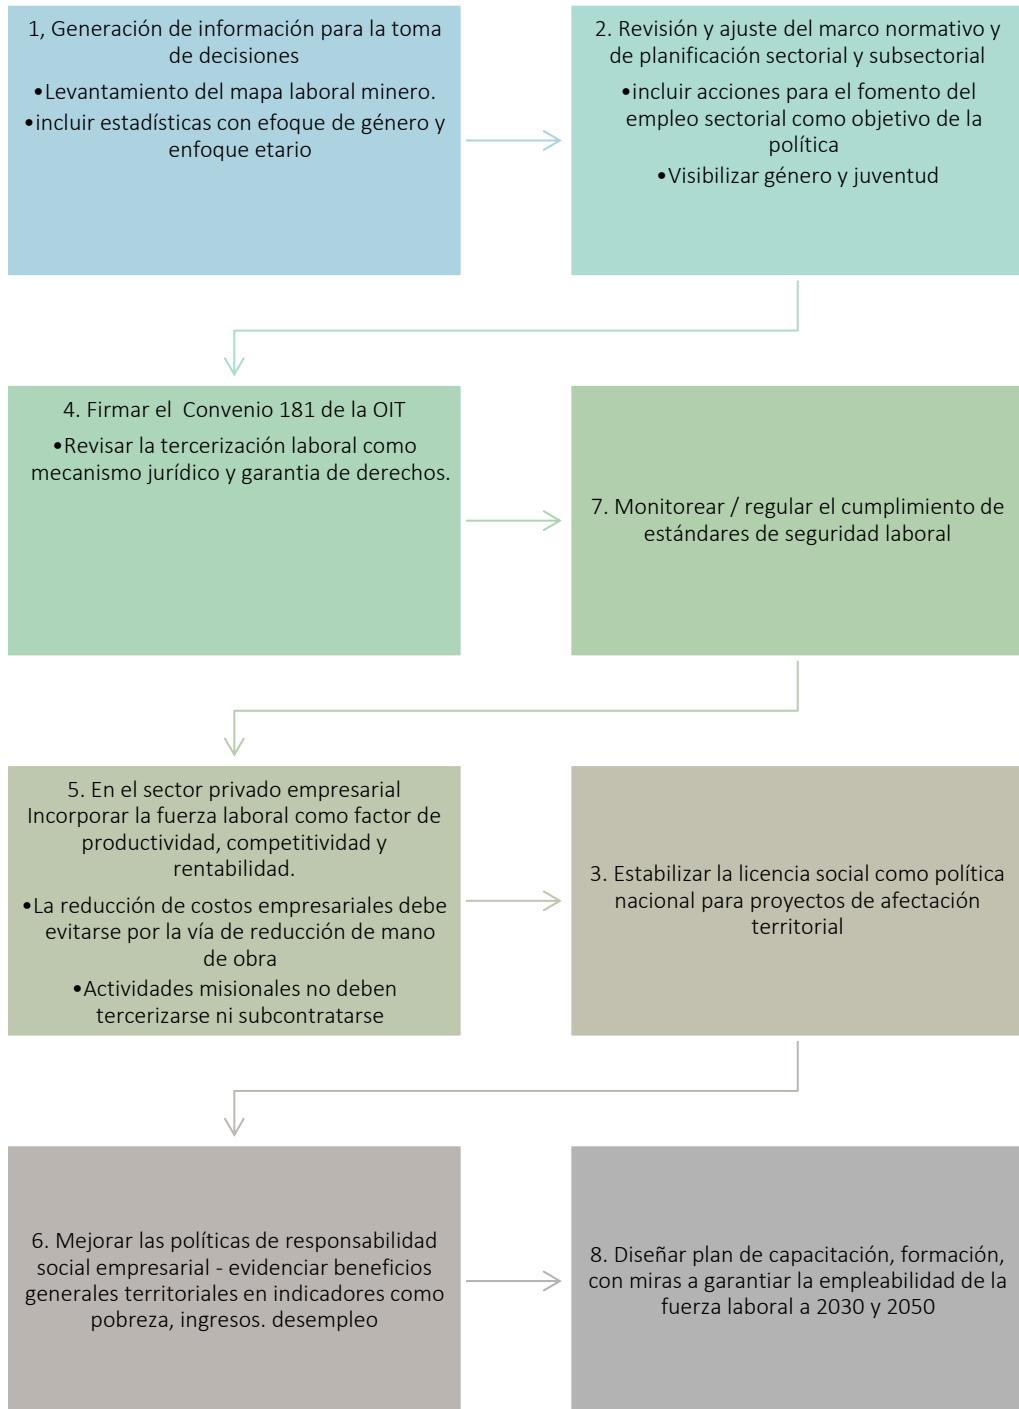 1, Generación de información para la toma
de decisiones
•Levantamiento del mapa laboral minero.
•incluir estadísticas con efoque de género y
enfoque etario
2. Revisión y ajuste del marco normativo y
de planificación sectorial y subsectorial
•incluir acciones para el fomento del
empleo sectorial como objetivo de la
política
•Visibilizar género y juventud
4. Firmar el Convenio 181 de la OIT
•Revisar la tercerización laboral como
mecanismo jurídico y garantia de derechos.
7. Monitorear / regular el cumplimiento de
estándares de seguridad laboral
5. En el sector privado empresarial
Incorporar la fuerza laboral como factor de
productividad, competitividad y
rentabilidad.
•La reducción de costos empresariales debe
evitarse por la vía de reducción de mano
de obra
•Actividades misionales no deben
tercerizarse ni subcontratarse
3. Estabilizar la licencia social como política
nacional para proyectos de afectación
territorial
6. Mejorar las políticas de responsabilidad
social empresarial - evidenciar beneficios
generales territoriales en indicadores como
pobreza, ingresos. desempleo
8. Diseñar plan de capacitación, formación,
con miras a garantiar la empleabilidad de la
fuerza laboral a 2030 y 2050